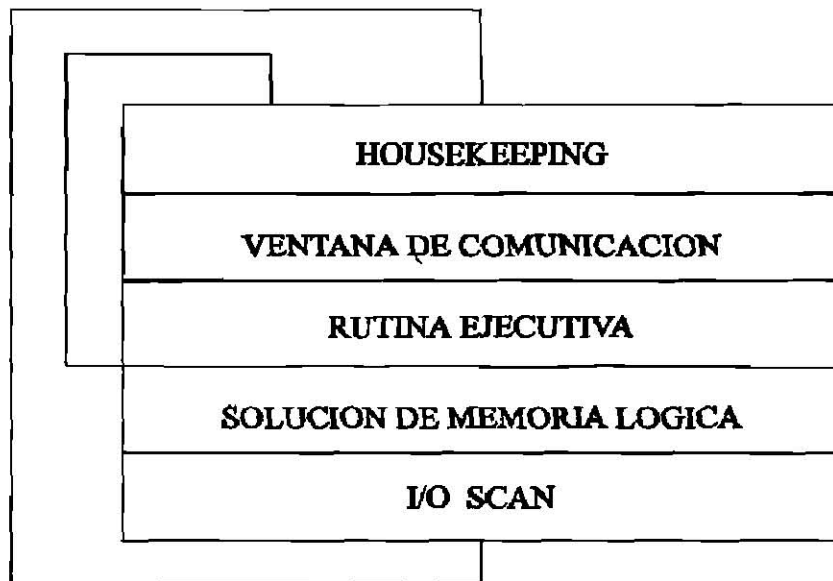 HOUSEKEEPING
VENTANA DE COMUNICACION
RUTINA EJECUTIVA
SOLUCION DE MEMORIA LOGICA
I/O SCAN